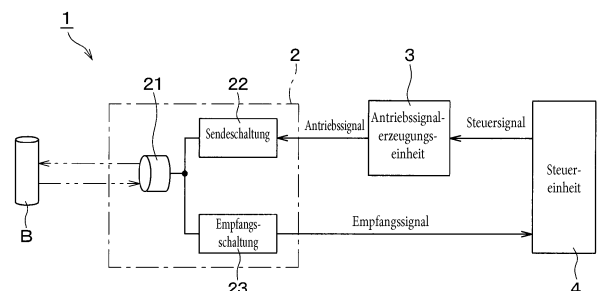 1
2
3
21
22
Antriebssignal
Antriebssignal-
erzeugungs-
einheit
Steuersignal
Sendeschaltung
Steuer-
einheit
B
Empfangs-
schaltung
Empfangssignal
23
4